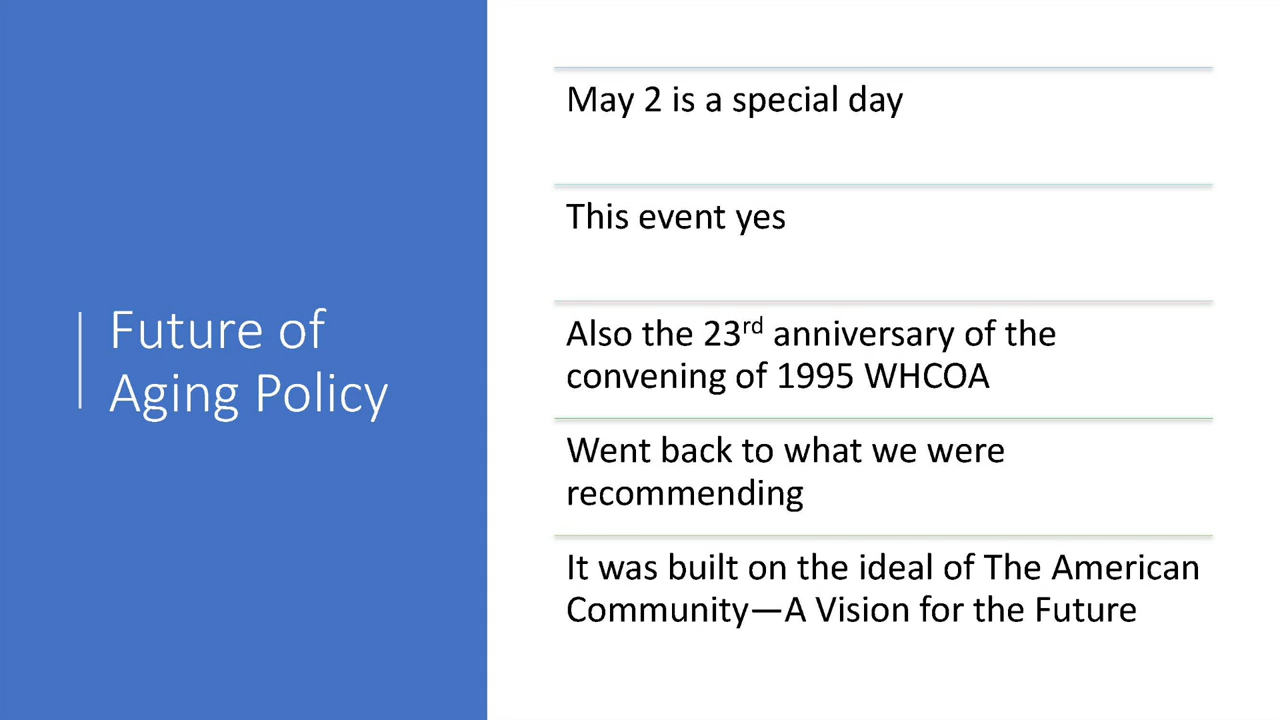 Future of
Aging Policy
May 2 is a special day
This event yes
Also the 23rd anniversary of the
convening of 1995 WHCOA
Went back to what we were
recommending
It was built on the ideal of The American
Community—A Vision for the Future